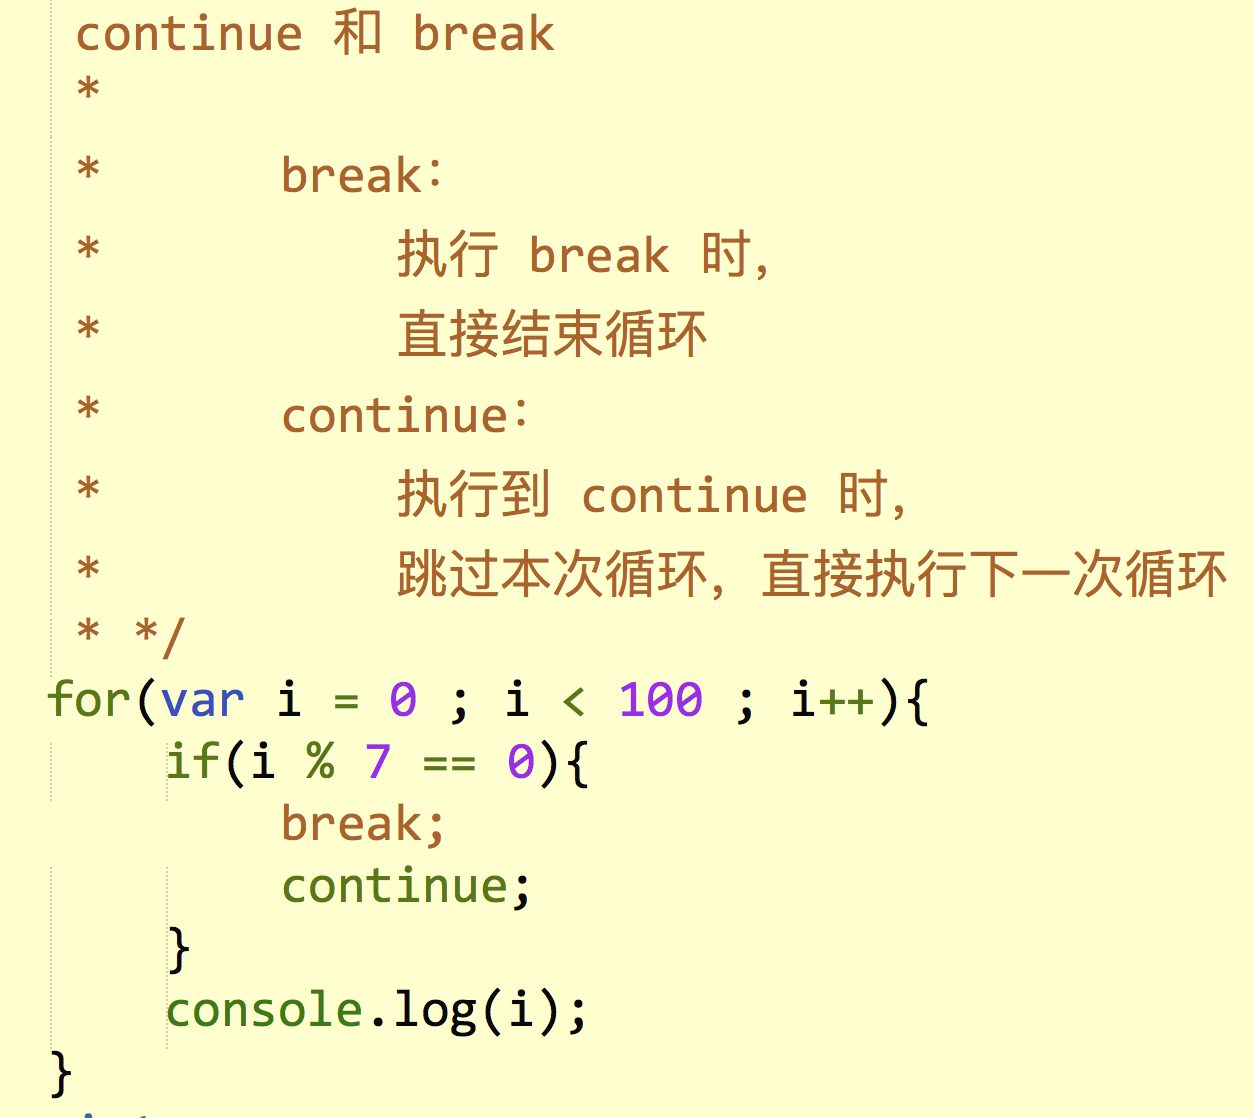 continue 和 break
*
* break：
* 执行 break 时，
* 直接结束循环
* continue：
* 执行到 continue 时，
* 跳过本次循环，直接执行下一次循环
* */
for(var i = 0 ; i < 100 ; i++){
if(i % 7 == 0){
break;
continue;
}
console.log(i);
}